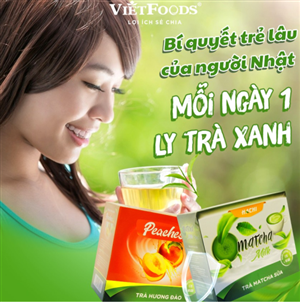 VIETFOODS®
LỢI ÍCH SẺ CHIA
Bí quyết trẻ lâu
của người Nhật
MỖI NGÀY 1
LY TRÀ XANH
Peaches
TRÀ HƯƠNG ĐÀO
matcha
Milk
TRÀ MATCHA SỮA